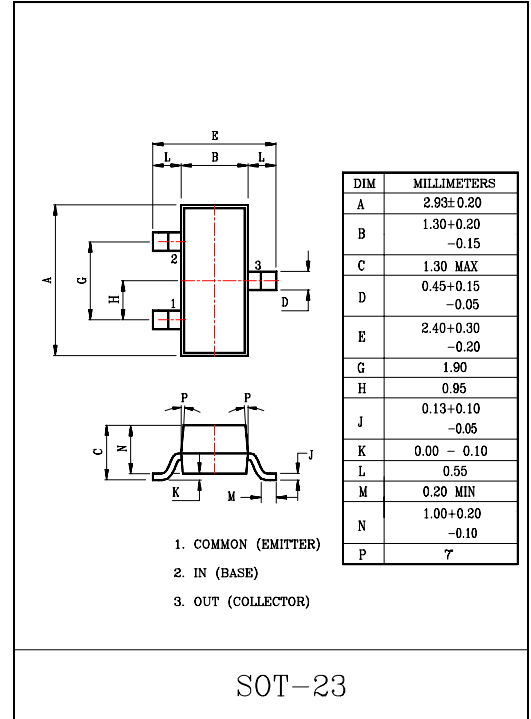 E
L B L
A
G
H
2
3
1
D
P P
C
N
J
K
M
1. COMMON (EMITTER)
2. IN (BASE)
3. OUT (COLLECTOR)
DIM MILLIMETERS
A 2.93±0.20
B 1.30+0.20
−0.15
C 1.30 MAX
D 0.45+0.15
−0.05
E 2.40+0.30
−0.20
G 1.90
H 0.95
J 0.13+0.10
−0.05
K 0.00 − 0.10
L 0.55
M 0.20 MIN
N 1.00+0.20
−0.10
P 7°
SOT−23